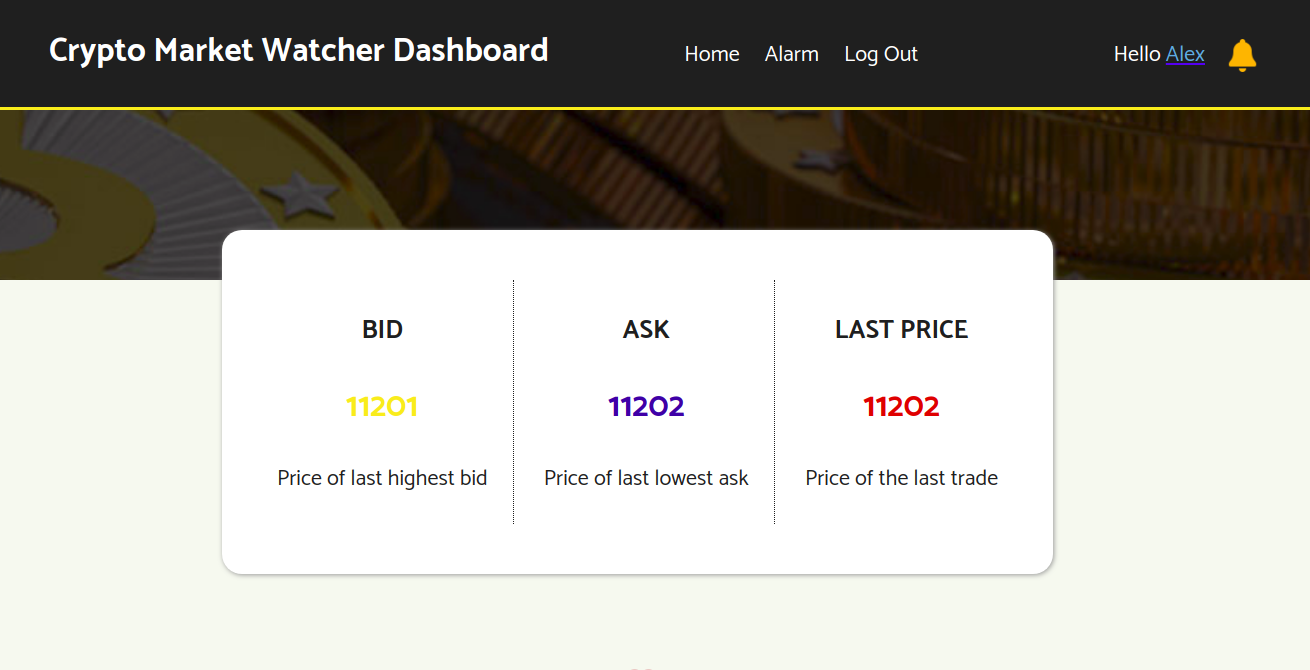 Crypto Market Watcher Dashboard
Home Alarm Log Out
Hello Alex
BID
11201
Price of last highest bid
ASK
11202
Price of last lowest ask
LAST PRICE
11202
Price of the last trade